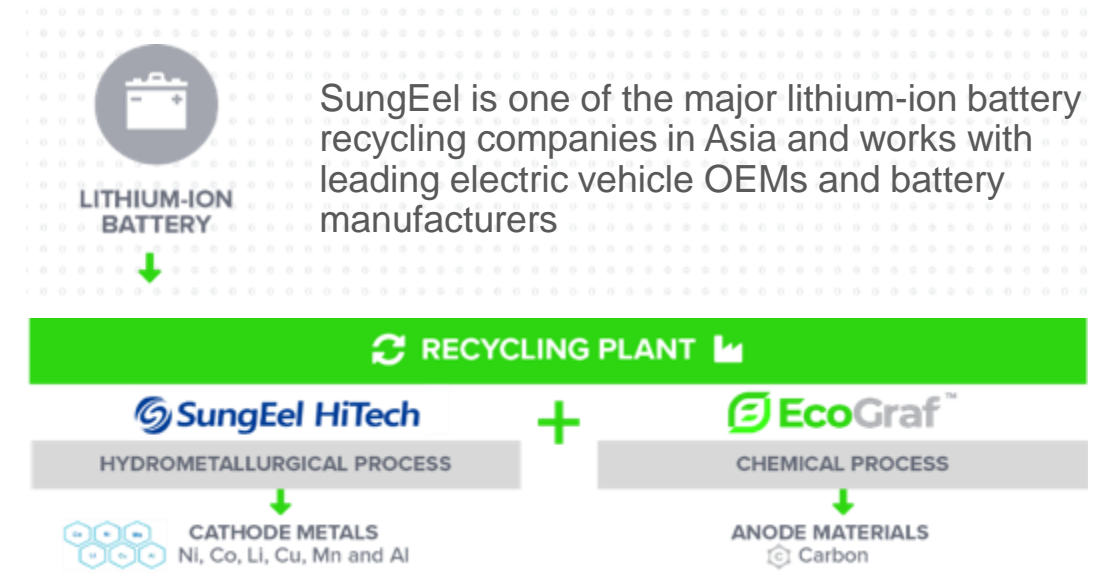 SungEel is one of the major lithium-ion battery
recycling companies in Asia and works with
leading electric vehicle OEMs and battery
manufacturers
LITHIUM-ION
BATTERY
RECYCLING PLANT
SungEel HiTech + EcoGraf™
HYDROMETALLURGICAL PROCESS
CHEMICAL PROCESS
CATHODE METALS
Ni, Co, Li, Cu, Mn and Al
ANODE MATERIALS
C Carbon